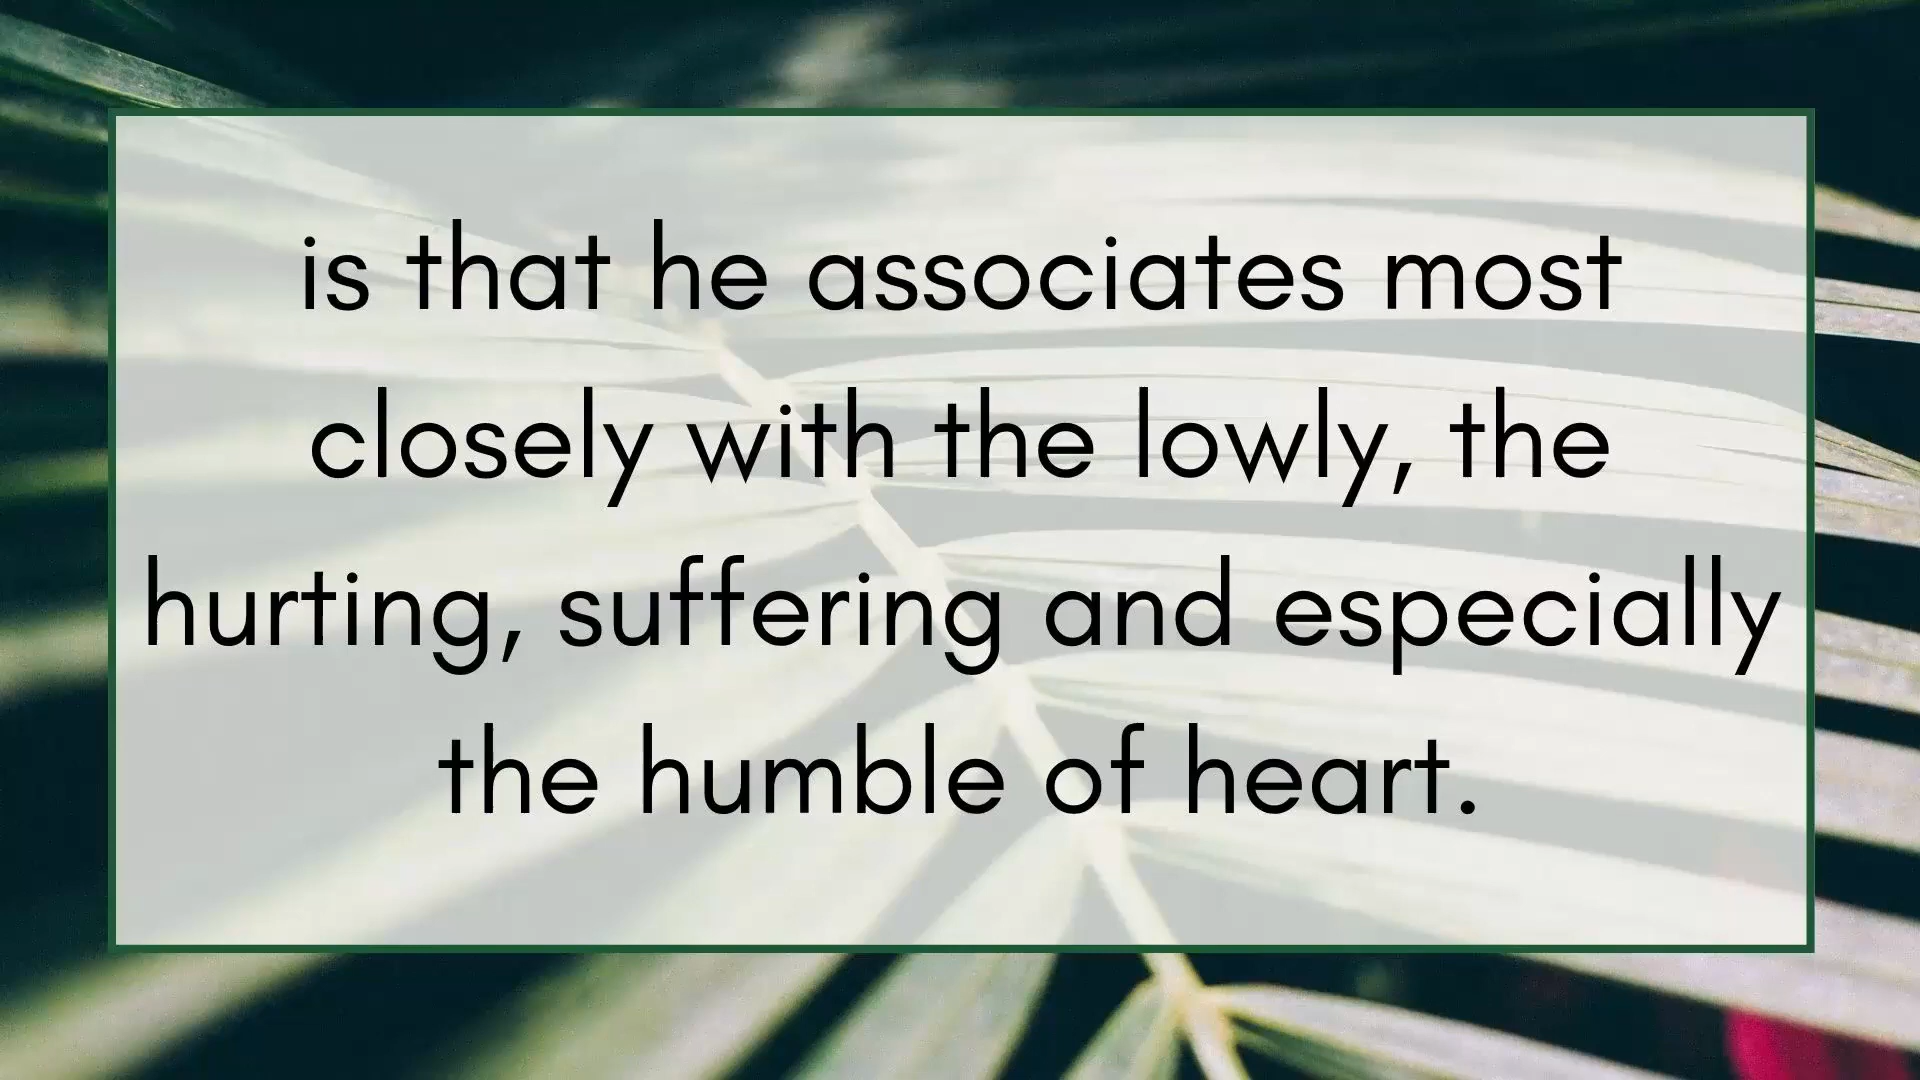 is that he associates most
closely with the lowly, the
hurting, suffering and especially
the humble of heart.